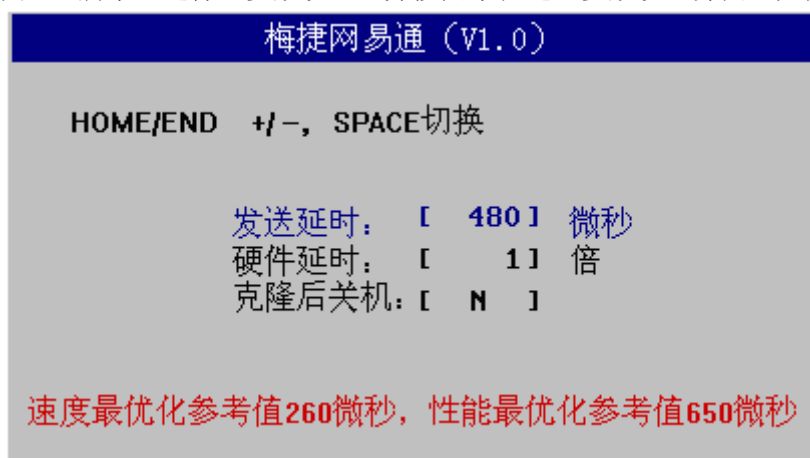 梅捷网易通（V1.0）
HOME/END +/-, SPACE切换
发送延时： [ 480] 微秒
硬件延时： [ 1] 倍
克隆后关机：[ N ]
速度最优化参考值260微秒，性能最优化参考值650微秒